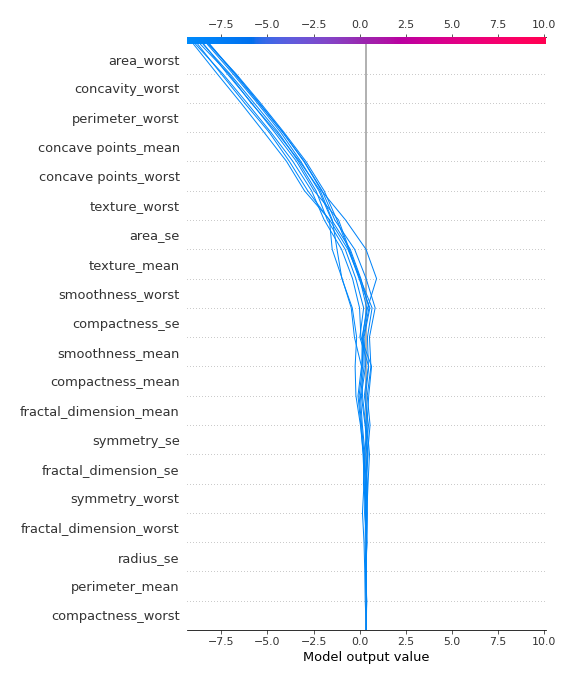 −7.5 −5.0 −2.5 0.0 2.5 5.0 7.5 10.0
area_worst
concavity_worst
perimeter_worst
concave points_mean
concave points_worst
texture_worst
area_se
texture_mean
smoothness_worst
compactness_se
smoothness_mean
compactness_mean
fractal_dimension_mean
symmetry_se
fractal_dimension_se
symmetry_worst
fractal_dimension_worst
radius_se
perimeter_mean
compactness_worst
−7.5 −5.0 −2.5 0.0 2.5 5.0 7.5 10.0
Model output value